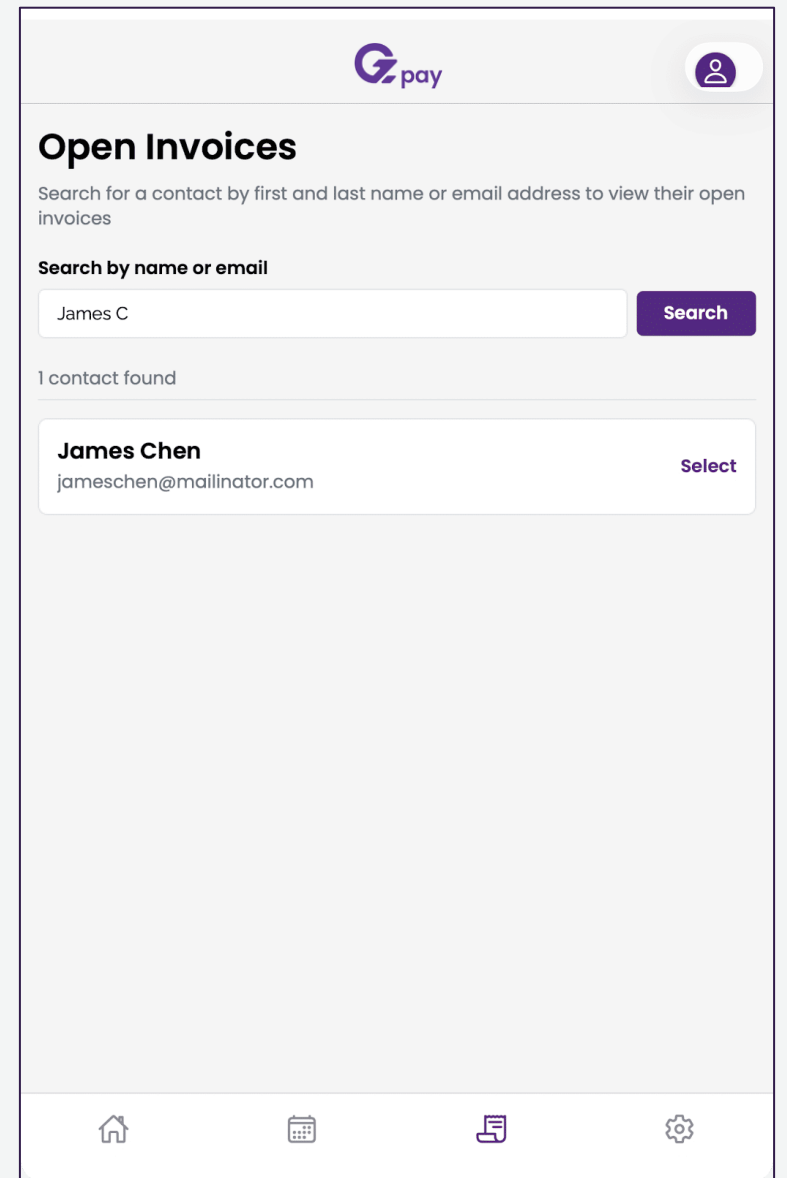 Gz pay
Open Invoices
Search for a contact by first and last name or email address to view their open
invoices
Search by name or email
James C
Search
1 contact found
James Chen
jameschen@mailinator.com
Select